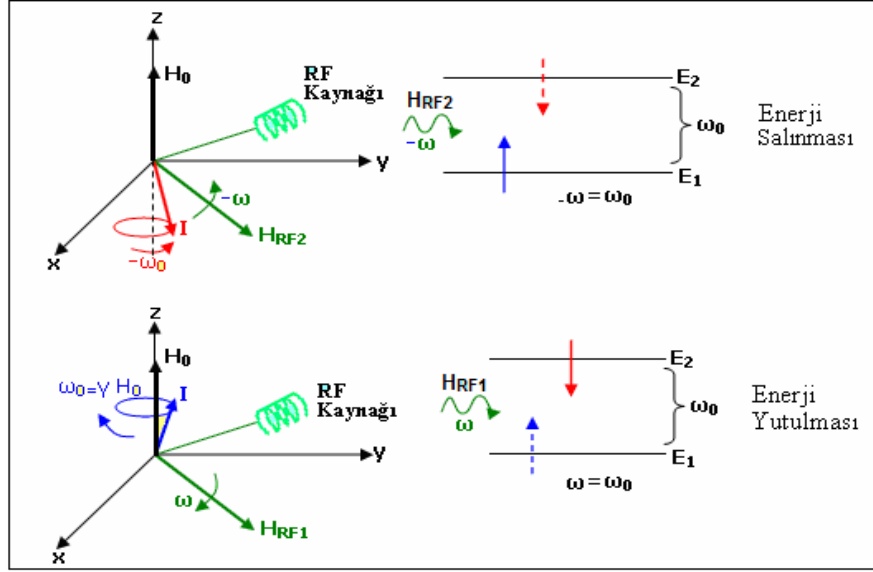 z
H₀
RF
Kaynağı
y
-ω
I
HRF2
x
-ω₀
E₂
HRF2
-ω
ω₀
E₁
-ω = ω₀
Enerji
Salınması
z
H₀
ω₀=γ H₀
I
RF
Kaynağı
y
ω
HRF1
x
E₂
HRF1
ω
ω₀
E₁
ω = ω₀
Enerji
Yutulması